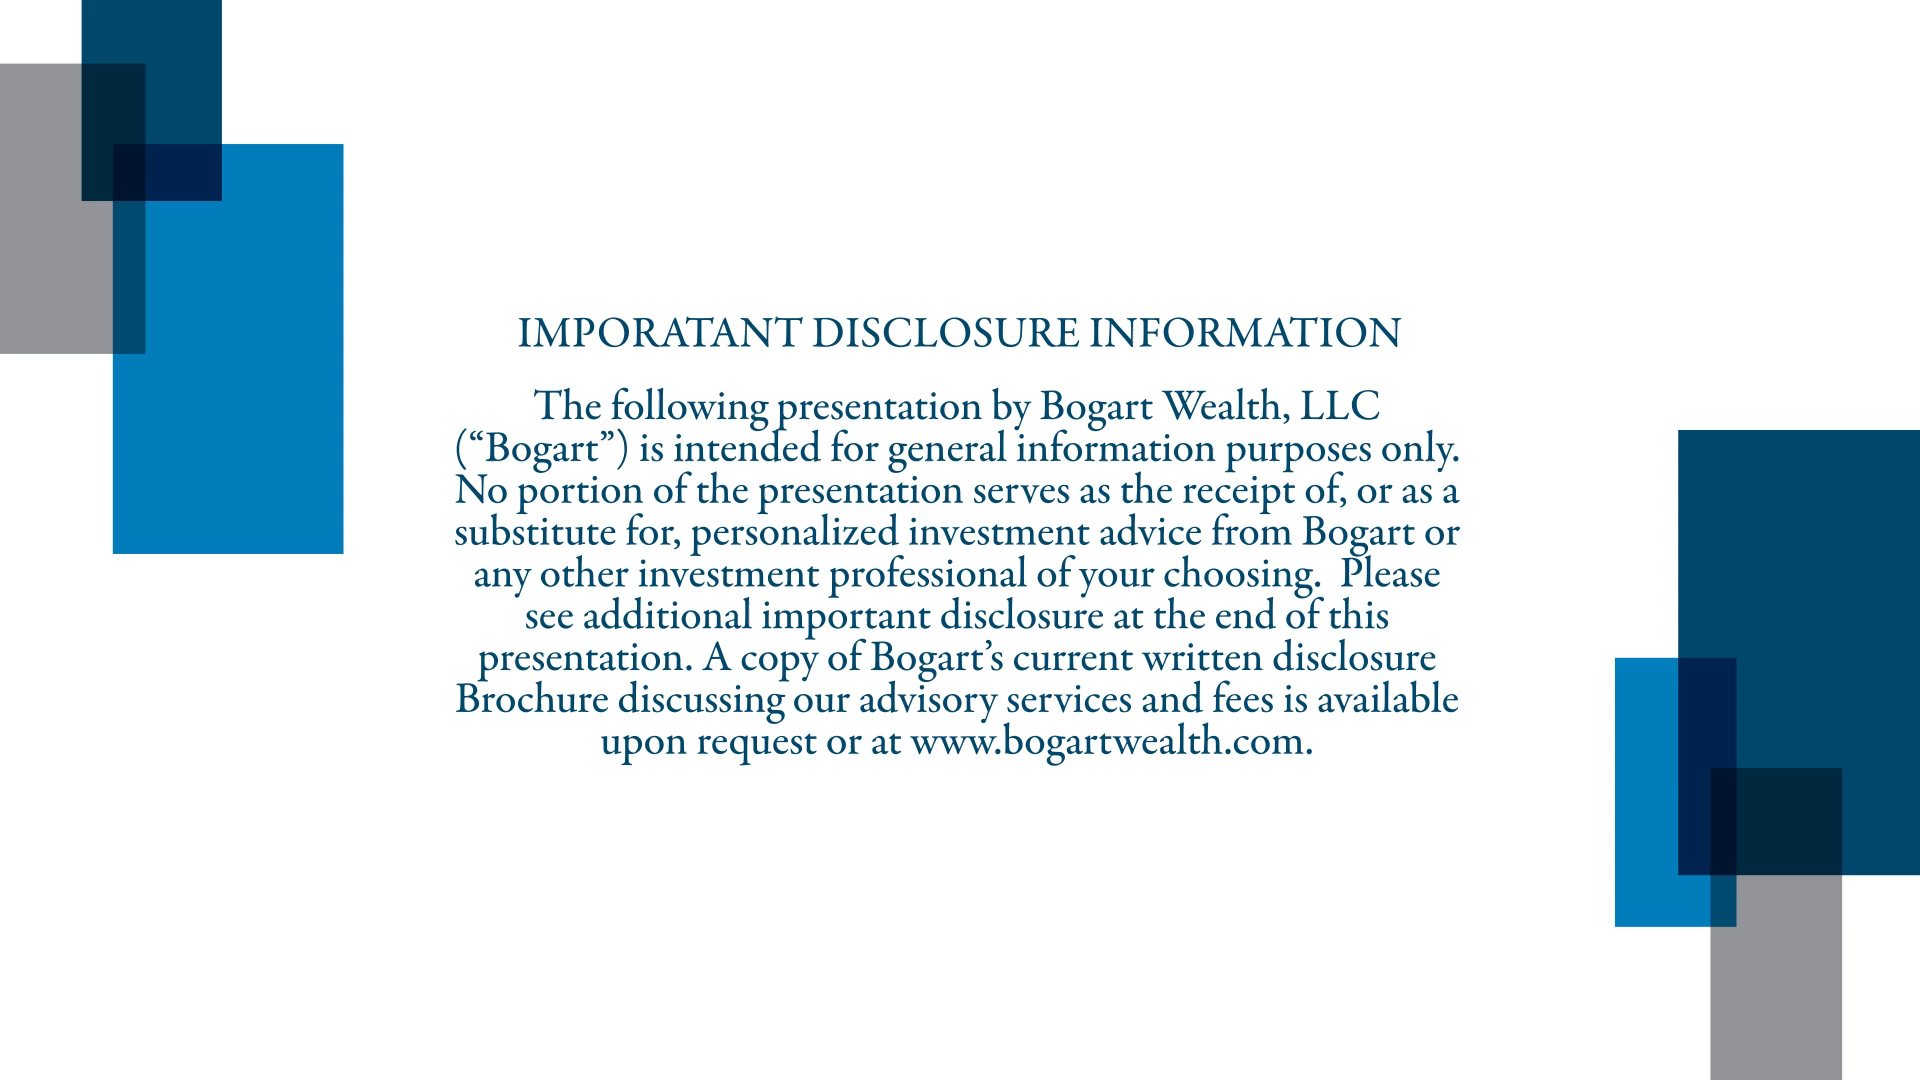 IMPORATANT DISCLOSURE INFORMATION
The following presentation by Bogart Wealth, LLC
(“Bogart”) is intended for general information purposes only.
No portion of the presentation serves as the receipt of, or as a
substitute for, personalized investment advice from Bogart or
any other investment professional of your choosing.  Please
see additional important disclosure at the end of this
presentation. A copy of Bogart’s current written disclosure
Brochure discussing our advisory services and fees is available
upon request or at www.bogartwealth.com.